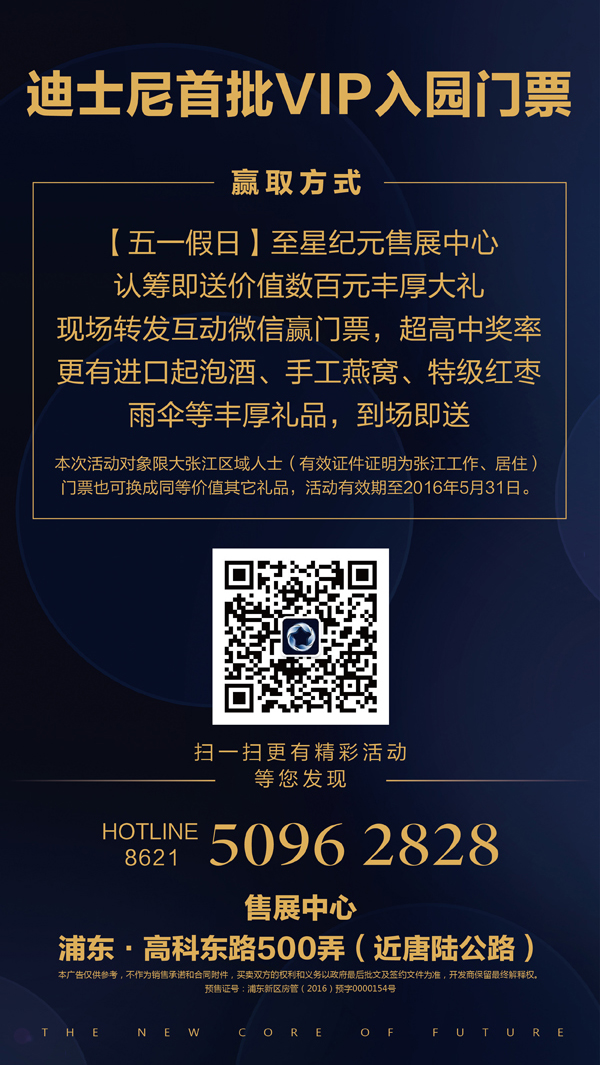 迪士尼首批VIP入园门票
赢取方式
【五一假日】至星纪元售展中心
认筹即送价值数百元丰厚大礼
现场转发互动微信赢门票，超高中奖率
更有进口起泡酒、手工燕窝、特级红枣
雨伞等丰厚礼品，到场即送
本次活动对象限大张江区域人士（有效证件证明为张江工作、居住）
门票也可换成同等价值其它礼品，活动有效期至2016年5月31日。
扫一扫更有精彩活动
等您发现
HOTLINE
8621
5096 2828
售展中心
浦东·高科东路500弄（近唐陆公路）
本广告仅供参考，不作为销售承诺和合同附件，买卖双方的权利和义务以政府最后批文及签约文件为准，开发商保留最终解释权。
预售证号：浦东新区房管（2016）预字0000154号
THE NEW CORE OF FUTURE